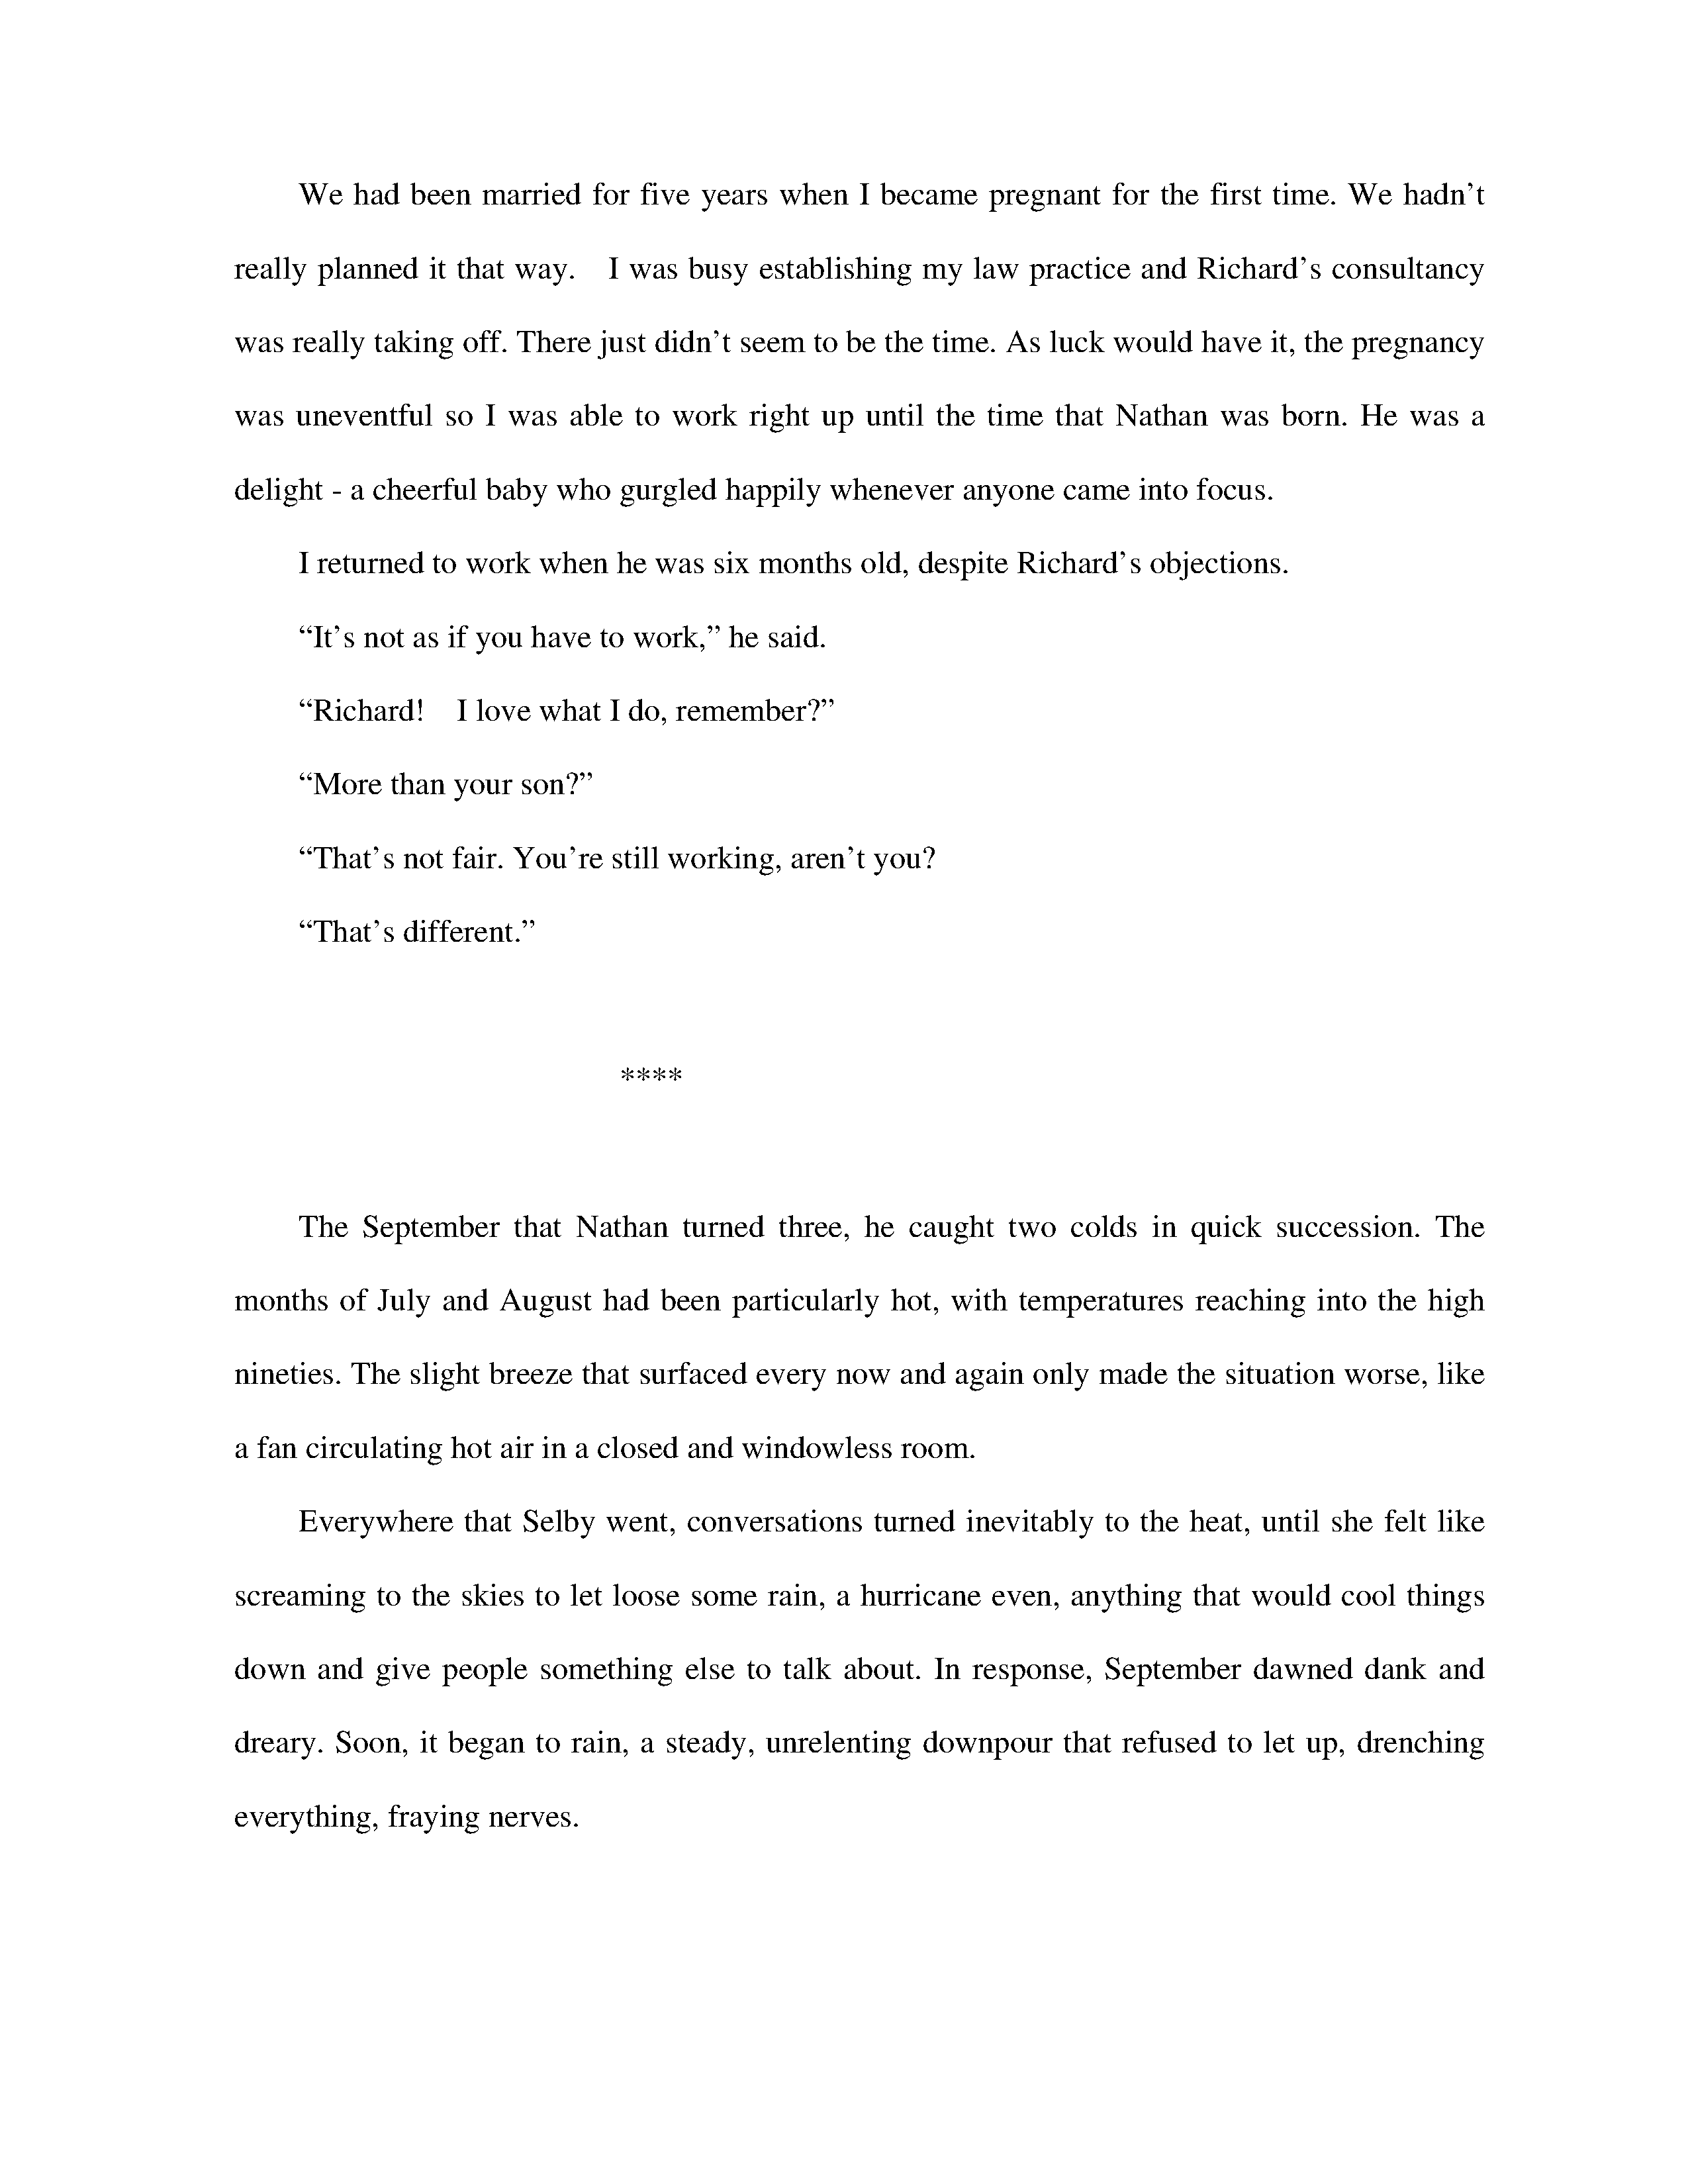 We had been married for five years when I became pregnant for the first time. We hadn’t
really planned it that way. I was busy establishing my law practice and Richard’s consultancy
was really taking off. There just didn’t seem to be the time. As luck would have it, the pregnancy
was uneventful so I was able to work right up until the time that Nathan was born. He was a
delight - a cheerful baby who gurgled happily whenever anyone came into focus.
I returned to work when he was six months old, despite Richard’s objections.
“It’s not as if you have to work,” he said.
“Richard! I love what I do, remember?”
“More than your son?”
“That’s not fair. You’re still working, aren’t you?
“That’s different.”
****
The September that Nathan turned three, he caught two colds in quick succession. The
months of July and August had been particularly hot, with temperatures reaching into the high
nineties. The slight breeze that surfaced every now and again only made the situation worse, like
a fan circulating hot air in a closed and windowless room.
Everywhere that Selby went, conversations turned inevitably to the heat, until she felt like
screaming to the skies to let loose some rain, a hurricane even, anything that would cool things
down and give people something else to talk about. In response, September dawned dank and
dreary. Soon, it began to rain, a steady, unrelenting downpour that refused to let up, drenching
everything, fraying nerves.